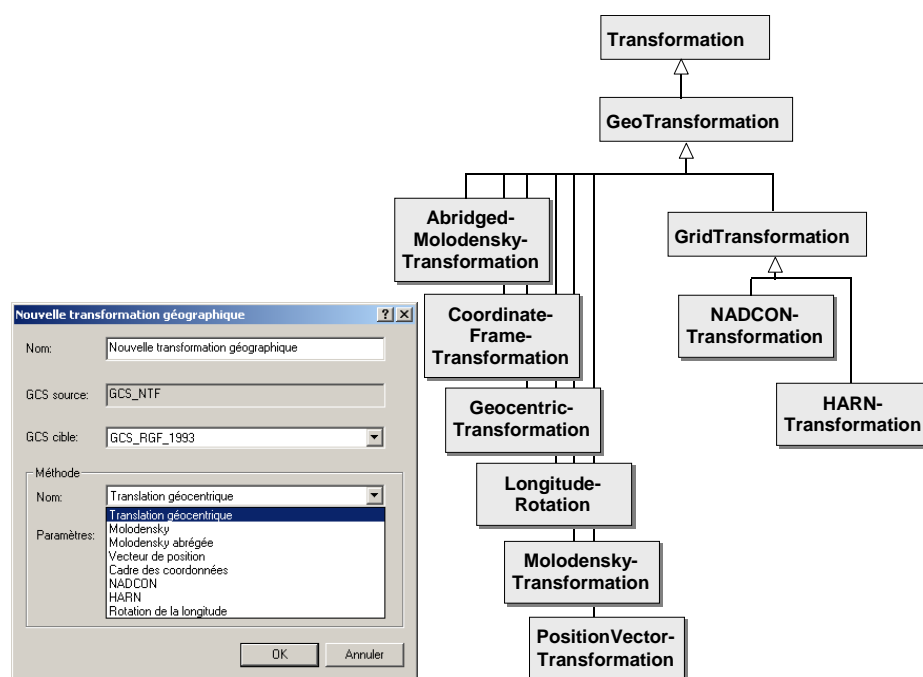 Transformation
GeoTransformation
Abridged-
Molodensky-
Transformation
GridTransformation
Coordinate-
Frame-
Transformation
NADCON-
Transformation
Geocentric-
Transformation
HARN-
Transformation
Longitude-
Rotation
Molodensky-
Transformation
PositionVector-
Transformation
Nouvelle transformation géographique
Nom: Nouvelle transformation géographique
GCS source: GCS_NTF
GCS cible: GCS_RGF_1993
Méthode
Nom: Translation géocentrique
Paramètres:
Translation géocentrique
Molodensky
Molodensky abrégée
Vecteur de position
Cadre des coordonnées
NADCON
HARN
Rotation de la longitude
OK Annuler